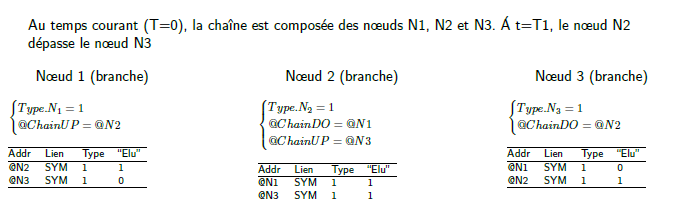 Au temps courant (T=0), la chaîne est composée des nœuds N1, N2 et N3. Á t=T1, le nœud N2
dépasse le nœud N3
Nœud 1 (branche)
Type.N₁ = 1
@ChainUP = @N2
Addr Lien Type “Elu”
@N2 SYM 1 1
@N3 SYM 1 0
Nœud 2 (branche)
Type.N₂ = 1
@ChainDO = @N1
@ChainUP = @N3
Addr Lien Type “Elu”
@N1 SYM 1 1
@N3 SYM 1 1
Nœud 3 (branche)
Type.N₃ = 1
@ChainDO = @N2
Addr Lien Type “Elu”
@N1 SYM 1 0
@N2 SYM 1 1